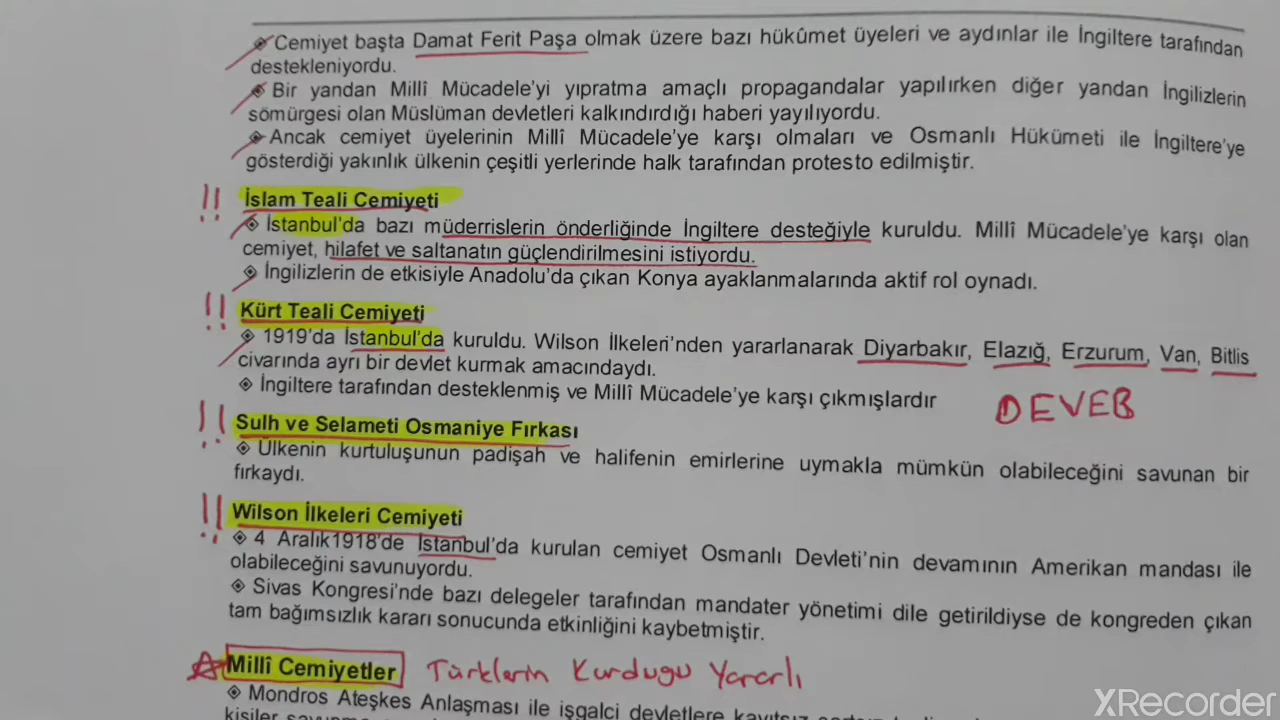 Cemiyet başta Damat Ferit Paşa olmak üzere bazı hükûmet üyeleri ve aydınlar ile İngiltere tarafından
destekleniyordu.
Bir yandan Millî Mücadele'yi yıpratma amaçlı propagandalar yapılırken diğer yandan İngilizlerin
sömürgesi olan Müslüman devletleri kalkındırdığı haberi yayılıyordu.
Ancak cemiyet üyelerinin Millî Mücadele'ye karşı olmaları ve Osmanlı Hükümeti ile İngiltere'ye
gösterdiği yakınlık ülkenin çeşitli yerlerinde halk tarafından protesto edilmiştir.
!! İslam Teali Cemiyeti
İstanbul'da bazı müderrislerin önderliğinde İngiltere desteğiyle kuruldu. Millî Mücadele'ye karşı olan
cemiyet, hilafet ve saltanatın güçlendirilmesini istiyordu.
İngilizlerin de etkisiyle Anadolu'da çıkan Konya ayaklanmalarında aktif rol oynadı.
!! Kürt Teali Cemiyeti
1919'da İstanbul'da kuruldu. Wilson İlkeleri'nden yararlanarak Diyarbakır, Elazığ, Erzurum, Van, Bitlis
civarında ayrı bir devlet kurmak amacındaydı.
İngiltere tarafından desteklenmiş ve Millî Mücadele'ye karşı çıkmışlardır
DEVEB
!! Sulh ve Selameti Osmaniye Fırkası
Ülkenin kurtuluşunun padişah ve halifenin emirlerine uymakla mümkün olabileceğini savunan bir
fırkaydı.
!! Wilson İlkeleri Cemiyeti
4 Aralık1918'de İstanbul'da kurulan cemiyet Osmanlı Devleti'nin devamının Amerikan mandası ile
olabileceğini savunuyordu.
Sivas Kongresi'nde bazı delegeler tarafından mandater yönetimi dile getirildiyse de kongreden çıkan
tam bağımsızlık kararı sonucunda etkinliğini kaybetmiştir.
Millî Cemiyetler Türklerin Kurduğu Yararlı
Mondros Ateşkes Anlaşması ile işgalci devletlere kayıtsız
XRecorder